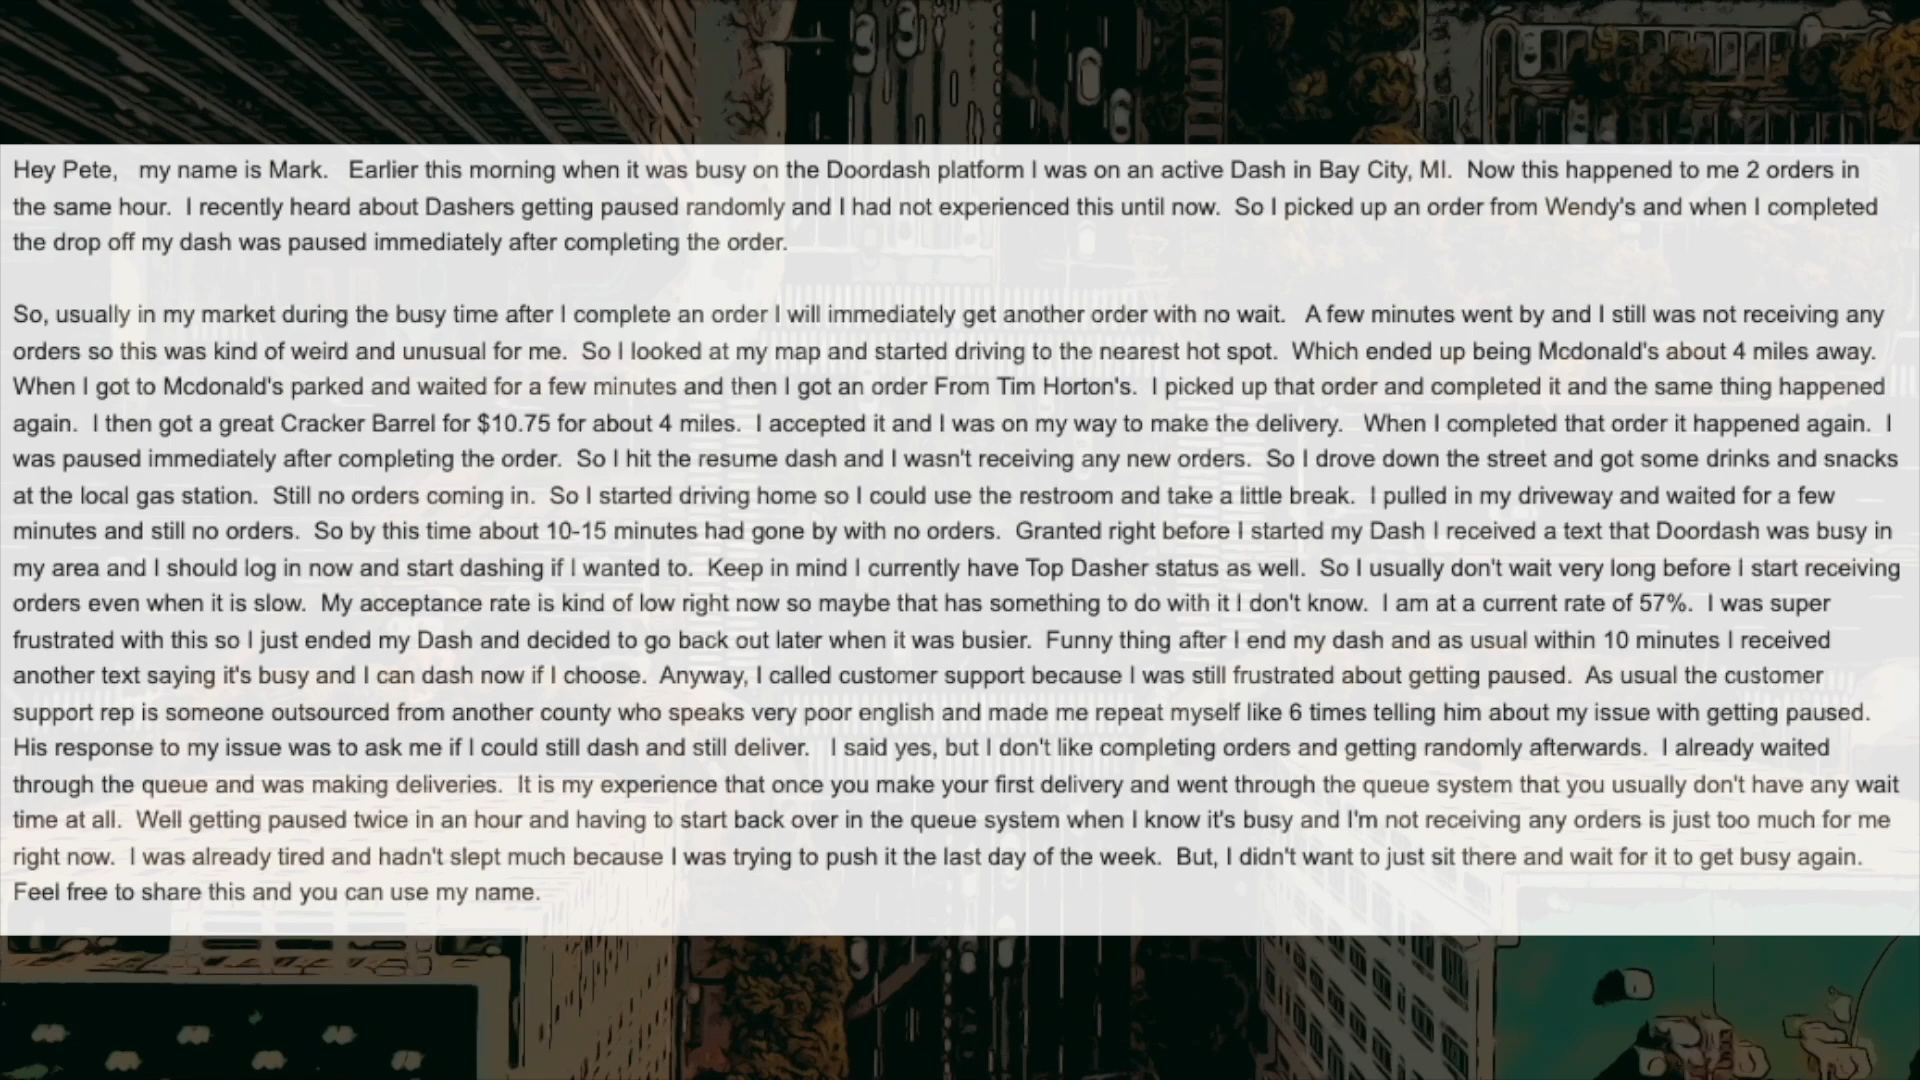 Hey Pete, my name is Mark. Earlier this morning when it was busy on the Doordash platform I was on an active Dash in Bay City, MI. Now this happened to me 2 orders in
the same hour. I recently heard about Dashers getting paused randomly and I had not experienced this until now. So I picked up an order from Wendy's and when I completed
the drop off my dash was paused immediately after completing the order.
So, usually in my market during the busy time after I complete an order I will immediately get another order with no wait. A few minutes went by and I still was not receiving any
orders so this was kind of weird and unusual for me. So I looked at my map and started driving to the nearest hot spot. Which ended up being Mcdonald's about 4 miles away.
When I got to Mcdonald's parked and waited for a few minutes and then I got an order From Tim Horton's. I picked up that order and completed it and the same thing happened
again. I then got a great Cracker Barrel for $10.75 for about 4 miles. I accepted it and I was on my way to make the delivery. When I completed that order it happened again. I
was paused immediately after completing the order. So I hit the resume dash and I wasn't receiving any new orders. So I drove down the street and got some drinks and snacks
at the local gas station. Still no orders coming in. So I started driving home so I could use the restroom and take a little break. I pulled in my driveway and waited for a few
minutes and still no orders. So by this time about 10-15 minutes had gone by with no orders. Granted right before I started my Dash I received a text that Doordash was busy in
my area and I should log in now and start dashing if I wanted to. Keep in mind I currently have Top Dasher status as well. So I usually don't wait very long before I start receiving
orders even when it is slow. My acceptance rate is kind of low right now so maybe that has something to do with it I don't know. I am at a current rate of 57%. I was super
frustrated with this so I just ended my Dash and decided to go back out later when it was busier. Funny thing after I end my dash and as usual within 10 minutes I received
another text saying it's busy and I can dash now if I choose. Anyway, I called customer support because I was still frustrated about getting paused. As usual the customer
support rep is someone outsourced from another county who speaks very poor english and made me repeat myself like 6 times telling him about my issue with getting paused.
His response to my issue was to ask me if I could still dash and still deliver. I said yes, but I don't like completing orders and getting randomly afterwards. I already waited
through the queue and was making deliveries. It is my experience that once you make your first delivery and went through the queue system that you usually don't have any wait
time at all. Well getting paused twice in an hour and having to start back over in the queue system when I know it's busy and I'm not receiving any orders is just too much for me
right now. I was already tired and hadn't slept much because I was trying to push it the last day of the week. But, I didn't want to just sit there and wait for it to get busy again.
Feel free to share this and you can use my name.